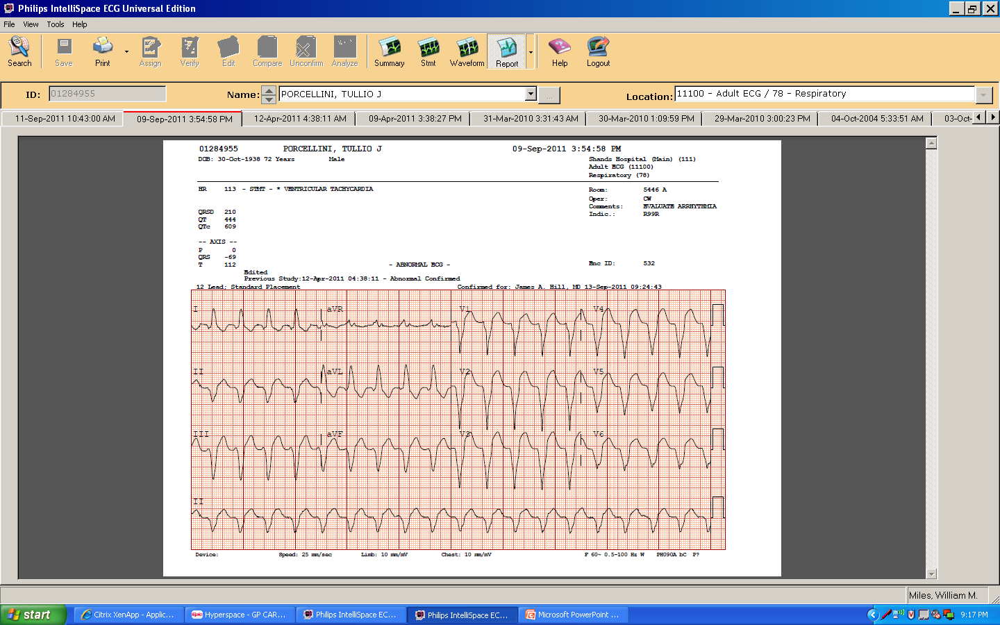 Philips IntelliSpace ECG Universal Edition
File View Tools Help
Search Save Print Assign Verify Edit Compare Unconfirm Analyze Summary Stmt Waveform Report Help Logout
ID: 01284955 Name: PORCELLINI, TULLIO J ... Location: 11100 - Adult ECG / 78 - Respiratory
11-Sep-2011 10:43:00 AM 09-Sep-2011 3:54:58 PM 12-Apr-2011 4:38:11 AM 09-Apr-2011 3:38:27 PM 31-Mar-2010 3:31:43 AM 30-Mar-2010 1:09:59 PM 29-Mar-2010 3:00:23 PM 04-Oct-2004 5:33:51 AM 03-Oct-
01284955 PORCELLINI, TULLIO J 09-Sep-2011 3:54:58 PM
DOB: 30-Oct-1938 72 Years Male Shands Hospital (Main) (111)
Adult ECG (11100)
Respiratory (78)
HR 113 - STMT - * VENTRICULAR TACHYCARDIA Room: 5446 A
Oper: CW
Comments: EVALUATE ARRHYTHMIA
QRSD 210 Indic.: R99R
QT 444
QTc 609
-- AXIS --
P 0
QRS -69
T 112 - ABNORMAL ECG - Enc ID: 532
Edited
Previous Study:12-Apr-2011 04:38:11 - Abnormal Confirmed
12 Lead; Standard Placement Confirmed for: James A. Hill, MD 13-Sep-2011 09:24:43
I aVR V1 V4
II aVL V2 V5
III aVF V3 V6
II
Device: Speed: 25 mm/sec Limb: 10 mm/mV Chest: 10 mm/mV F 60~ 0.5-100 Hz W PH090A bC P?
Miles, William M.
start Citrix XenApp - Applic... Hyperspace - GP CAR... Philips IntelliSpace EC... Philips IntelliSpace EC... Microsoft PowerPoint ... 9:17 PM